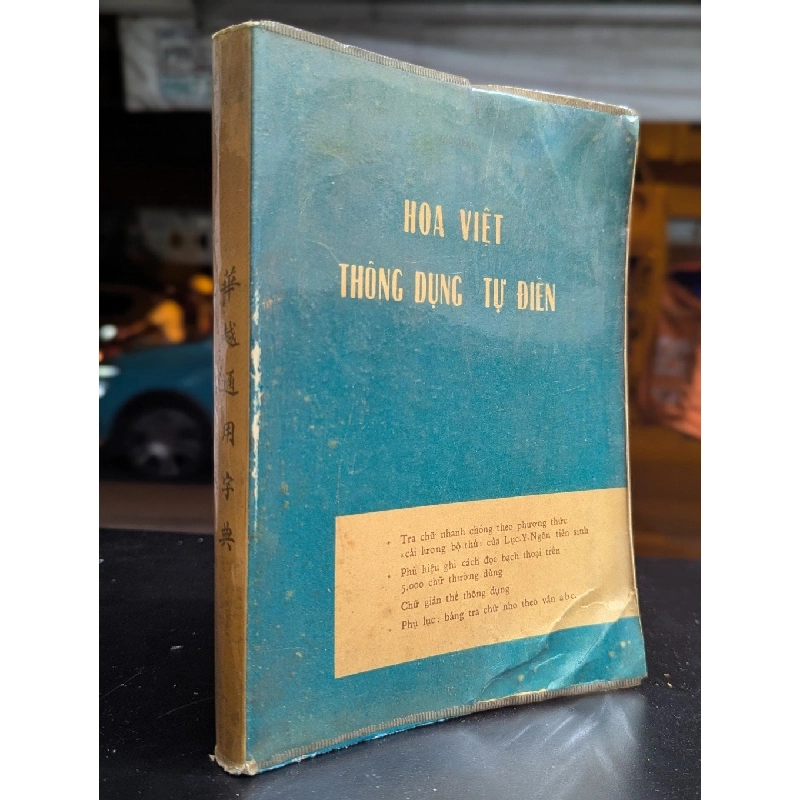 華越通用字典
HOA VIỆT
THÔNG DỤNG TỰ ĐIỂN
• Tra chữ nhanh chóng theo phương thức
«cải lương bộ thủ» của Lục-Y-Ngôn tiên sinh
• Phù hiệu ghi cách đọc bạch thoại trên
5.000 chữ thường dùng
Chữ giản thể thông dụng
• Phụ lục: bảng tra chữ nho theo vần a b c.